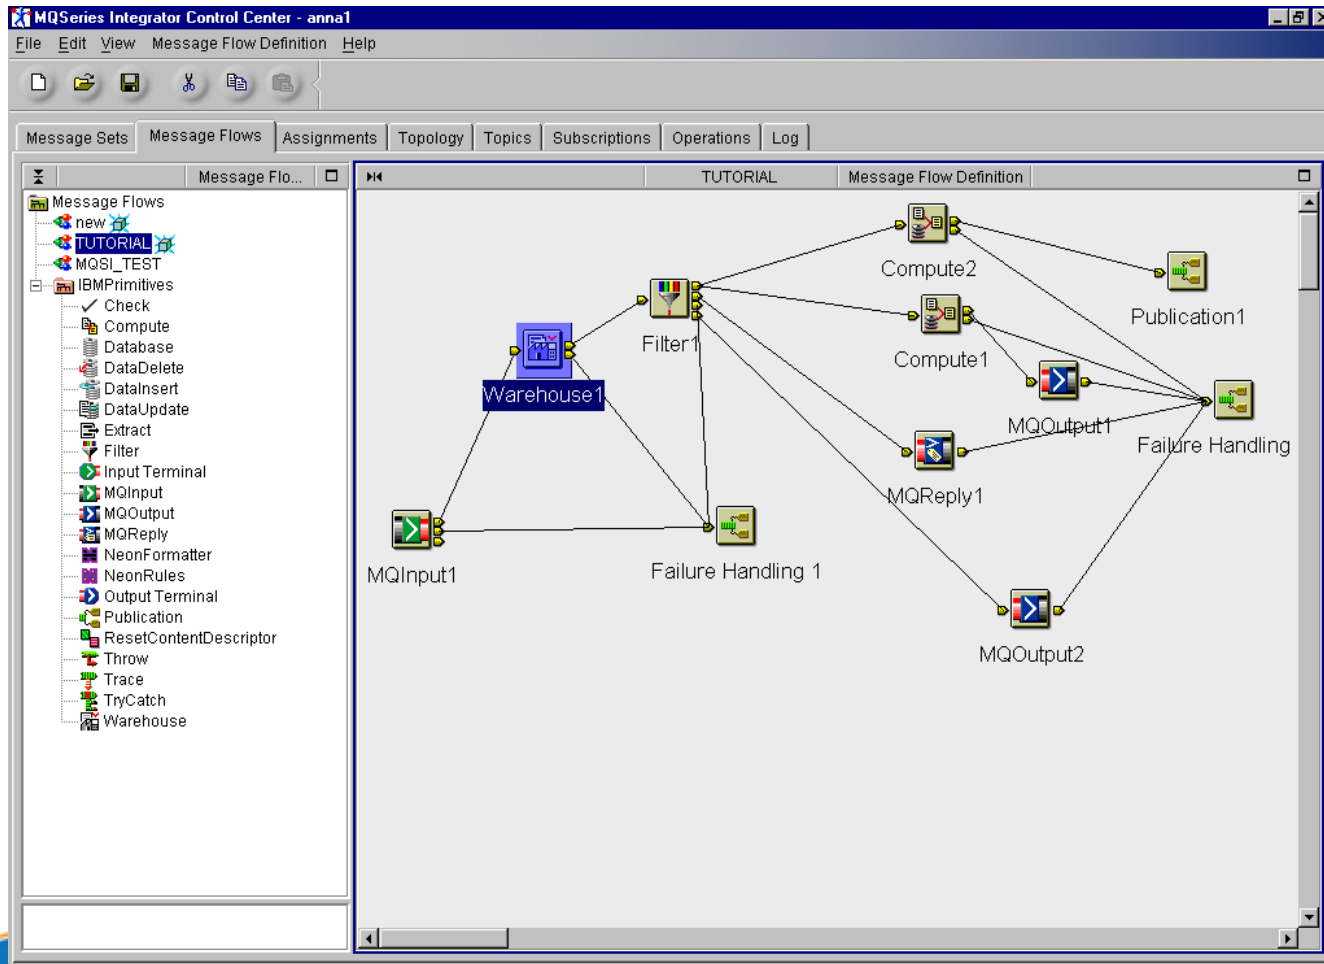 MQSeries Integrator Control Center - anna1
File Edit View Message Flow Definition Help
Message Sets Message Flows Assignments Topology Topics Subscriptions Operations Log
Message Flo...
TUTORIAL Message Flow Definition
Message Flows
new
TUTORIAL
MQSI_TEST
IBMPrimitives
Check
Compute
Database
DataDelete
DataInsert
DataUpdate
Extract
Filter
Input Terminal
MQInput
MQOutput
MQReply
NeonFormatter
NeonRules
Output Terminal
Publication
ResetContentDescriptor
Throw
Trace
TryCatch
Warehouse
Compute2
Publication1
Filter1
Compute1
Warehouse1
MQOutput1
Failure Handling
MQReply1
MQInput1
Failure Handling 1
MQOutput2